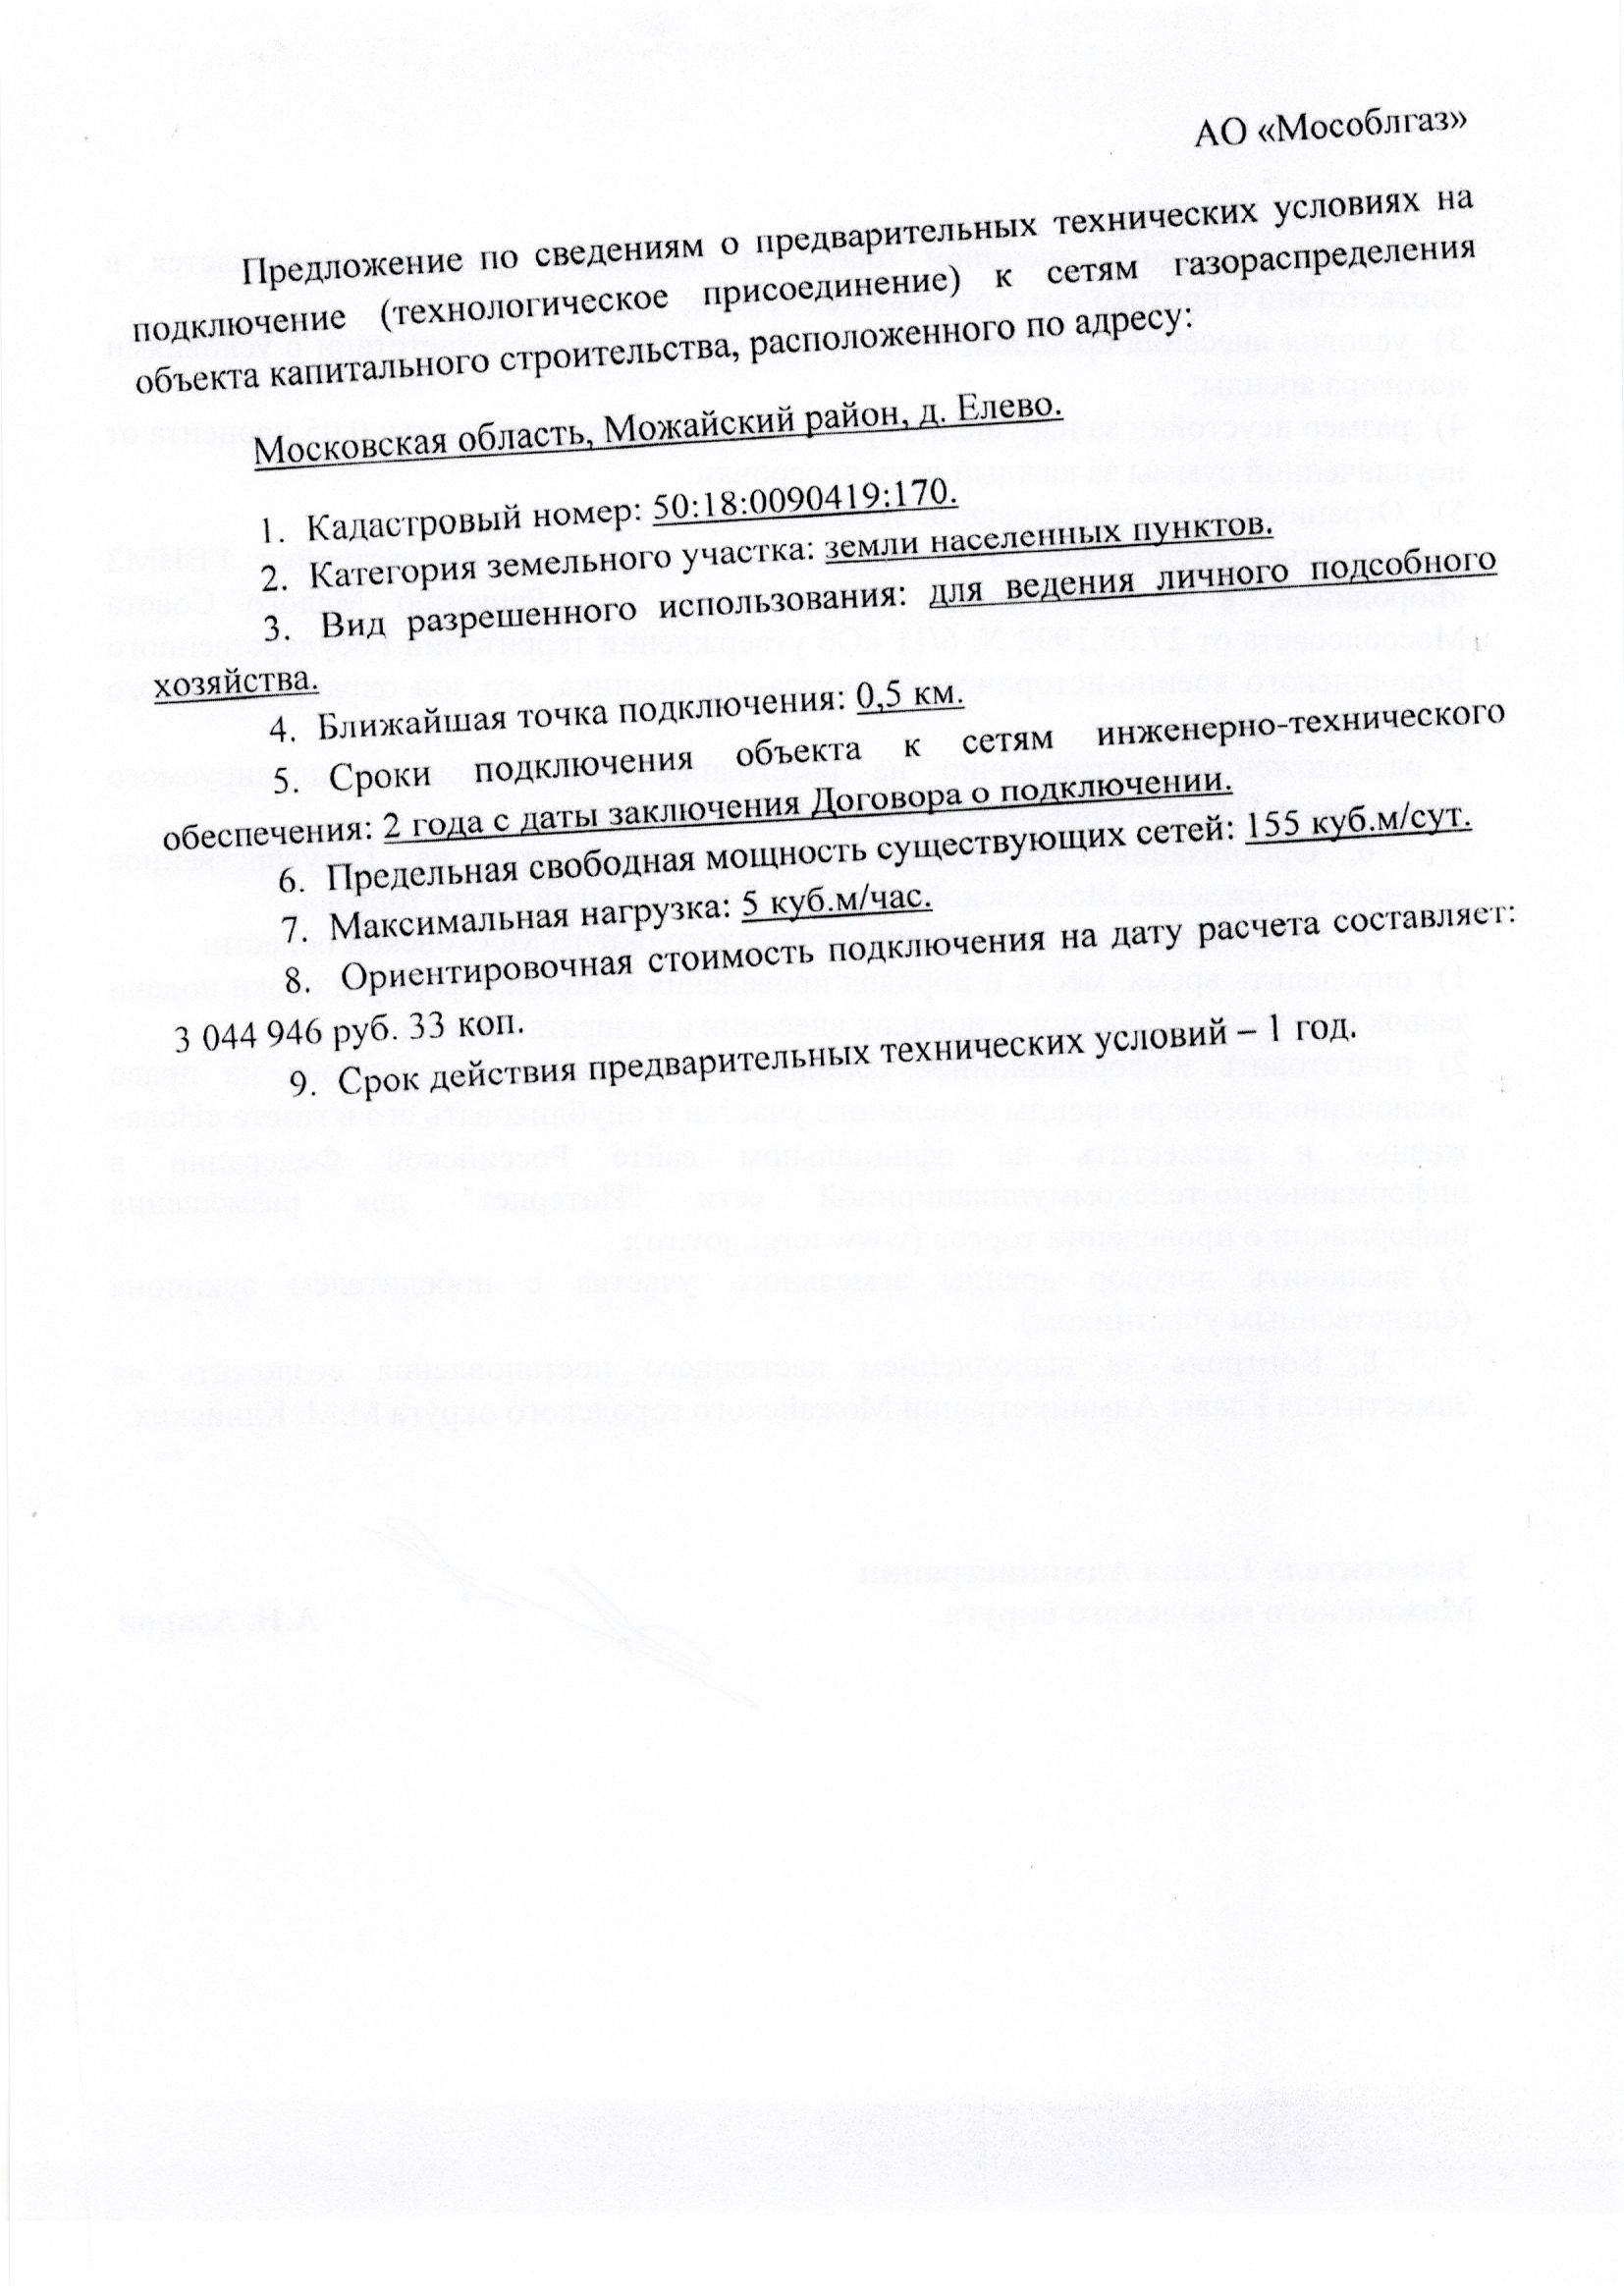 АО «Мособлгаз»
Предложение по сведениям о предварительных технических условиях на
подключение (технологическое присоединение) к сетям газораспределения
объекта капитального строительства, расположенного по адресу:
Московская область, Можайский район, д. Елево.
1. Кадастровый номер: 50:18:0090419:170.
2. Категория земельного участка: земли населенных пунктов.
3. Вид разрешенного использования: для ведения личного подсобного
хозяйства.
4. Ближайшая точка подключения: 0,5 км.
5. Сроки подключения объекта к сетям инженерно-технического
обеспечения: 2 года с даты заключения Договора о подключении.
6. Предельная свободная мощность существующих сетей: 155 куб.м/сут.
7. Максимальная нагрузка: 5 куб.м/час.
8. Ориентировочная стоимость подключения на дату расчета составляет:
3 044 946 руб. 33 коп.
9. Срок действия предварительных технических условий – 1 год.